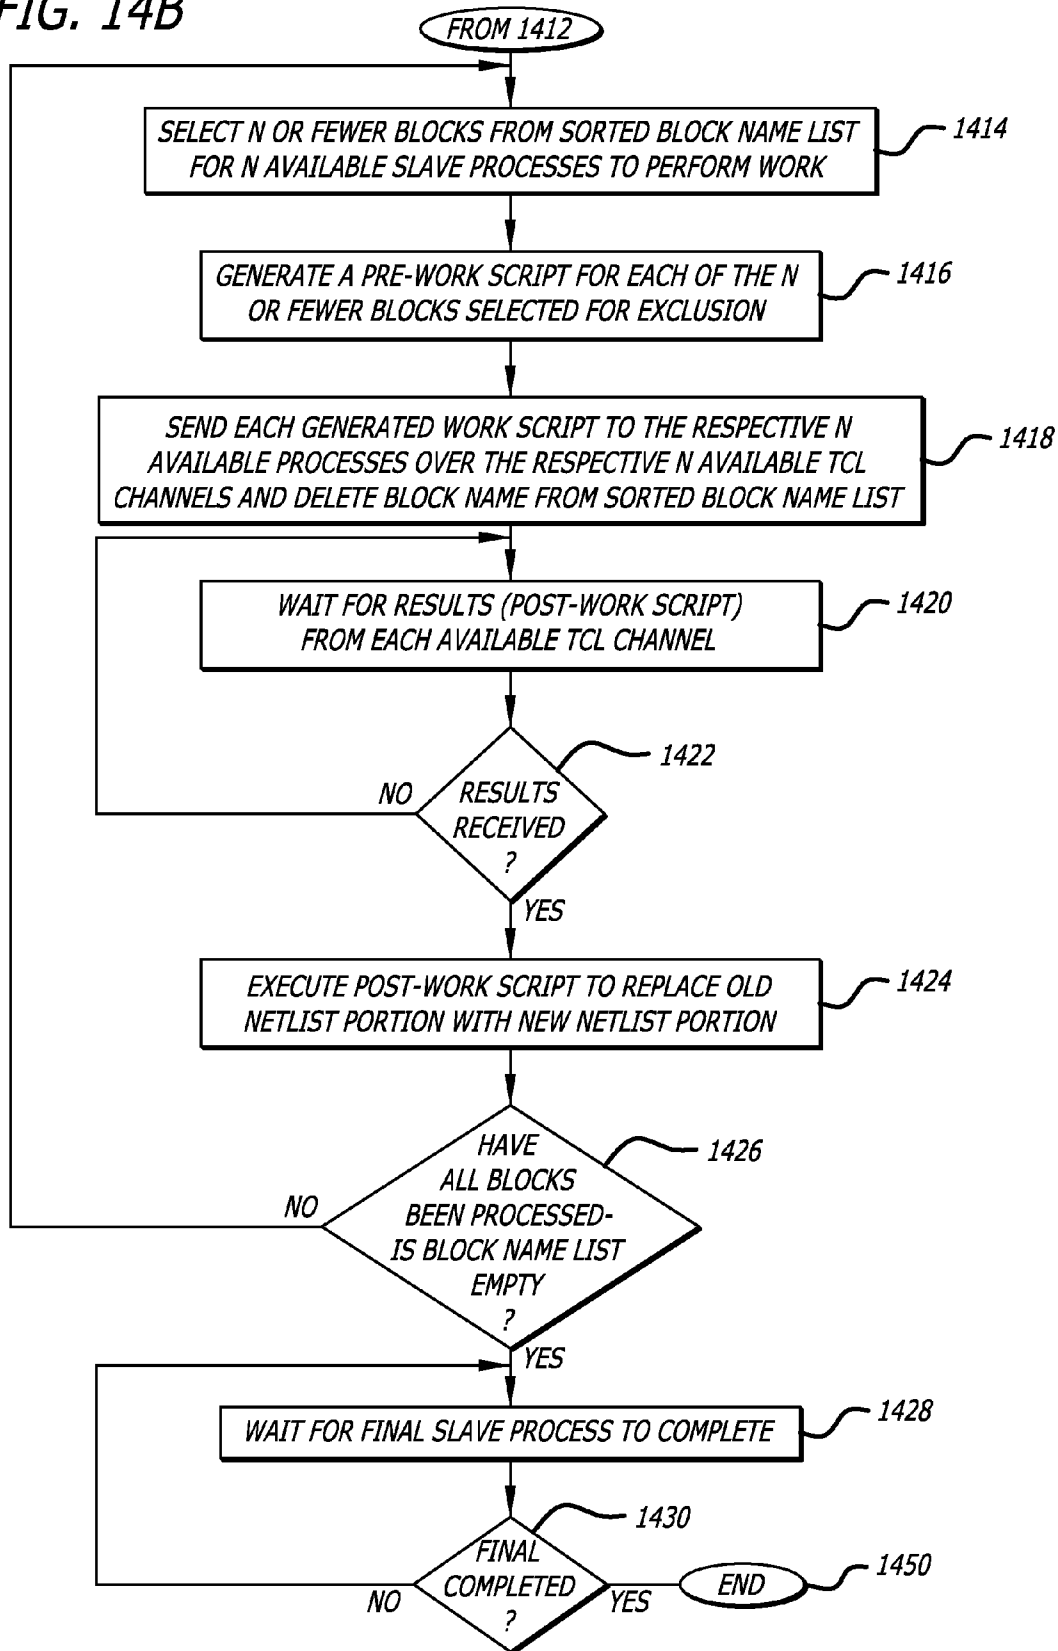 FIG. 14B
FROM 1412
SELECT N OR FEWER BLOCKS FROM SORTED BLOCK NAME LIST
FOR N AVAILABLE SLAVE PROCESSES TO PERFORM WORK
1414
GENERATE A PRE-WORK SCRIPT FOR EACH OF THE N
OR FEWER BLOCKS SELECTED FOR EXCLUSION
1416
SEND EACH GENERATED WORK SCRIPT TO THE RESPECTIVE N
AVAILABLE PROCESSES OVER THE RESPECTIVE N AVAILABLE TCL
CHANNELS AND DELETE BLOCK NAME FROM SORTED BLOCK NAME LIST
1418
WAIT FOR RESULTS (POST-WORK SCRIPT)
FROM EACH AVAILABLE TCL CHANNEL
1420
RESULTS
RECEIVED
?
1422
NO
YES
EXECUTE POST-WORK SCRIPT TO REPLACE OLD
NETLIST PORTION WITH NEW NETLIST PORTION
1424
HAVE
ALL BLOCKS
BEEN PROCESSED-
IS BLOCK NAME LIST
EMPTY
?
1426
NO
YES
WAIT FOR FINAL SLAVE PROCESS TO COMPLETE
1428
FINAL
COMPLETED
?
1430
NO
YES
END
1450